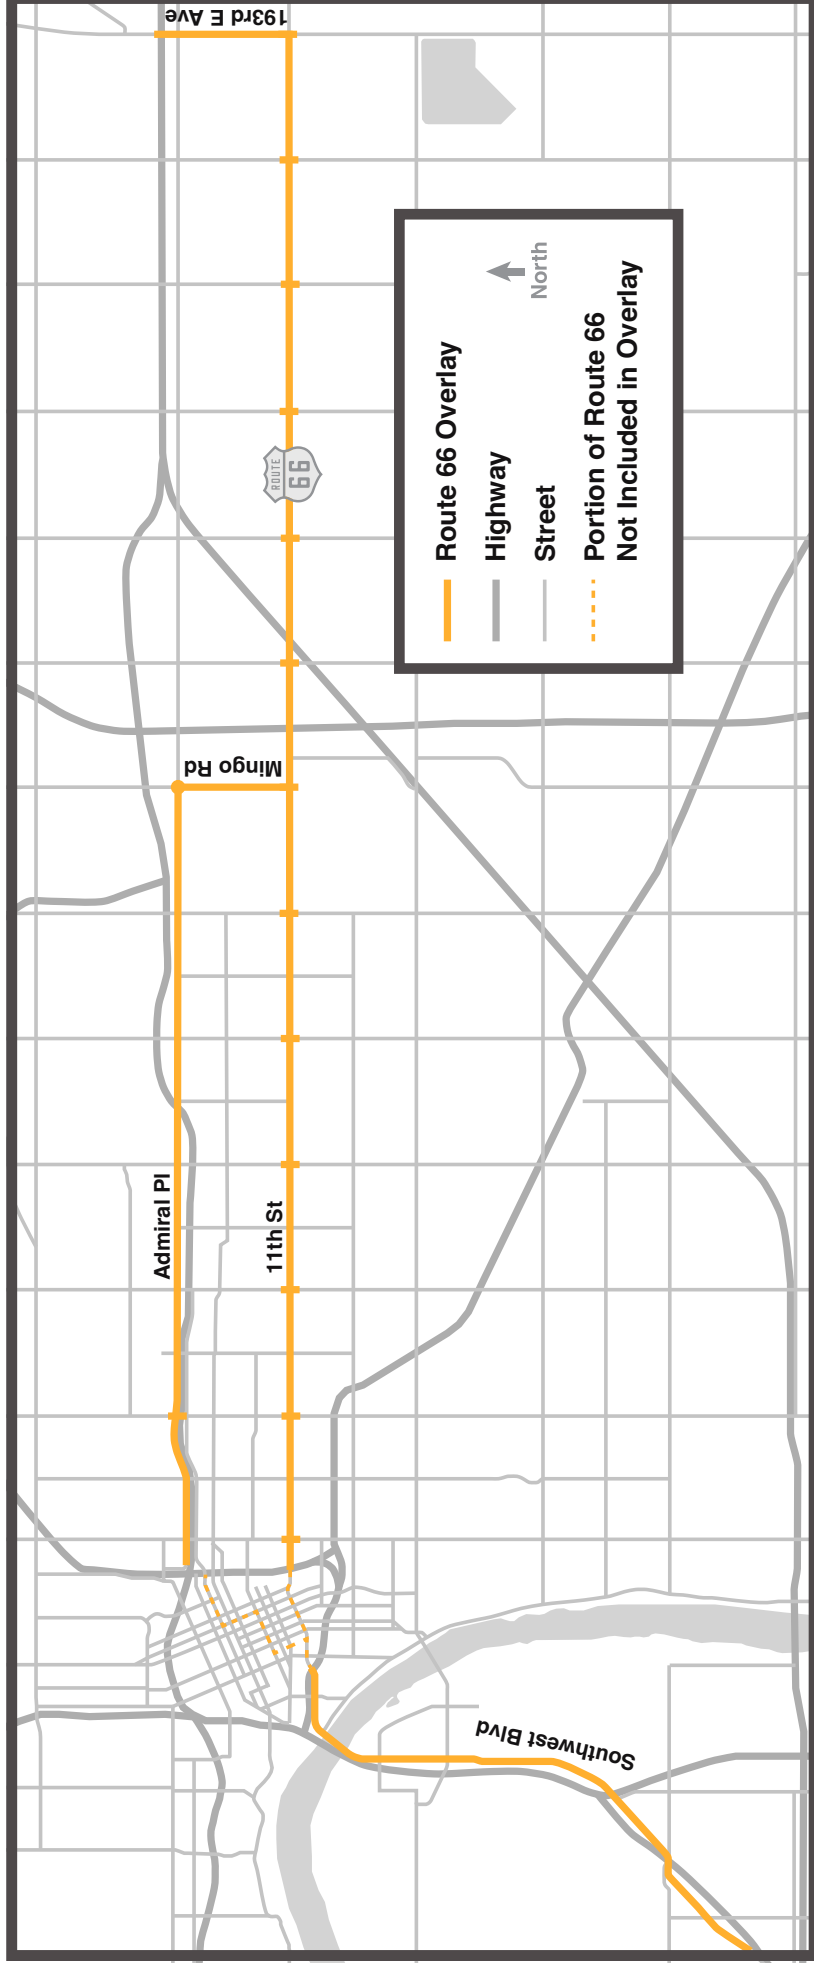 193rd E Ave
Mingo Rd
Admiral Pl
11th St
Southwest Blvd
ROUTE
66
Route 66 Overlay
Highway
Street
Portion of Route 66
Not Included in Overlay
North